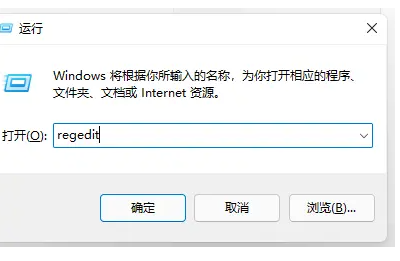 运行
Windows 将根据你所输入的名称，为你打开相应的程序、
文件夹、文档或 Internet 资源。
打开(O): regedit
确定 取消 浏览(B)...